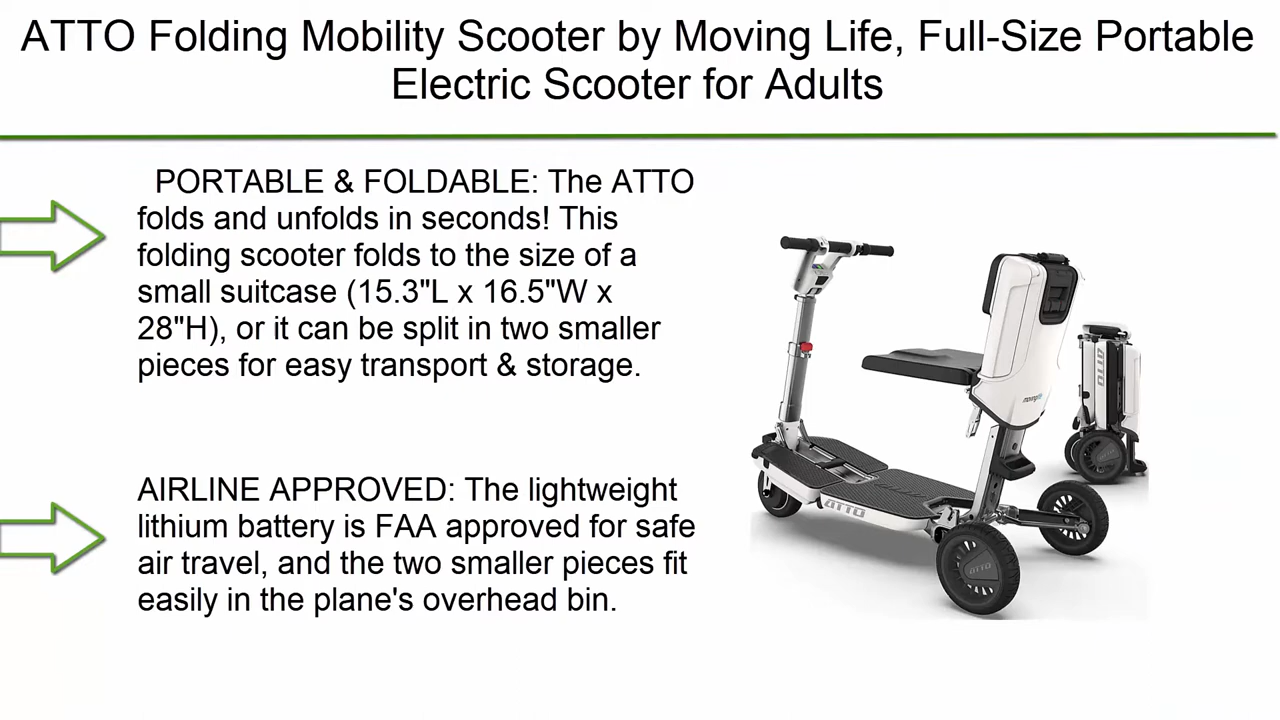 ATTO Folding Mobility Scooter by Moving Life, Full-Size Portable
Electric Scooter for Adults
PORTABLE & FOLDABLE: The ATTO
folds and unfolds in seconds! This
folding scooter folds to the size of a
small suitcase (15.3"L x 16.5"W x
28"H), or it can be split in two smaller
pieces for easy transport & storage.
AIRLINE APPROVED: The lightweight
lithium battery is FAA approved for safe
air travel, and the two smaller pieces fit
easily in the plane's overhead bin.
movinglife
ATTO
ATTO
ATTO